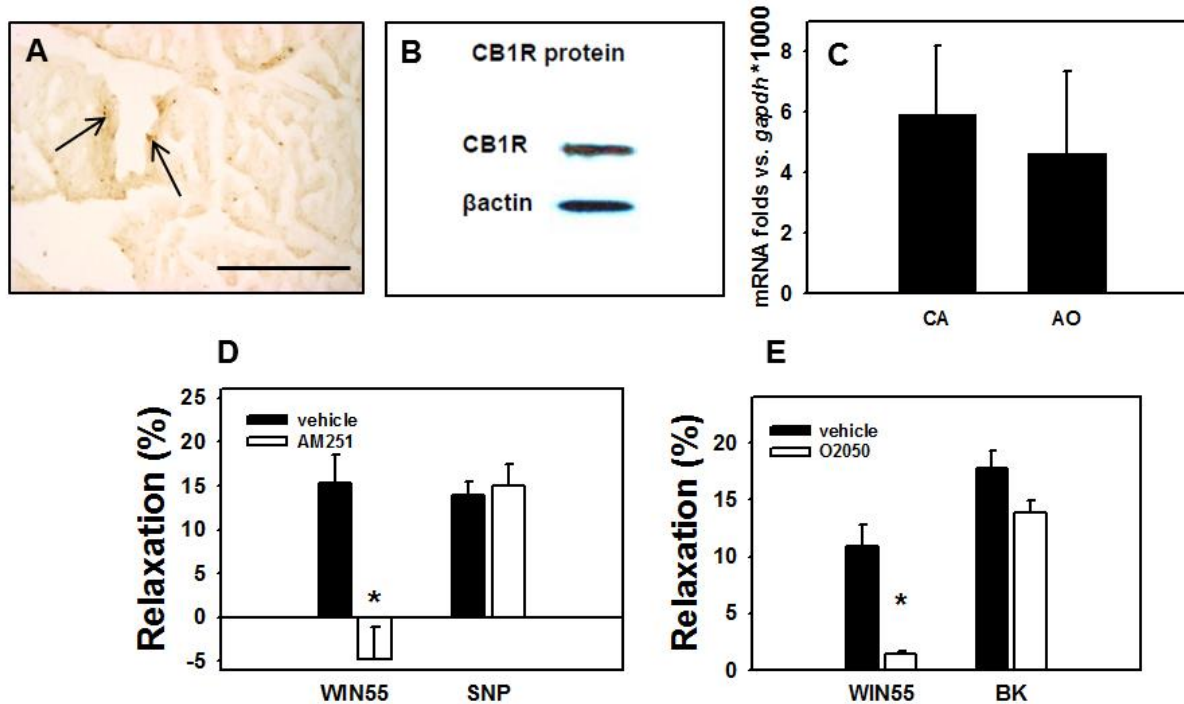 A
B
CB1R protein
CB1R
βactin
C
mRNA folds vs. gapdh *1000
8
6
4
2
0
CA AO
D
Relaxation (%)
25
20
15
10
5
0
-5
vehicle
AM251
*
WIN55 SNP
E
Relaxation (%)
20
15
10
5
0
vehicle
O2050
*
WIN55 BK